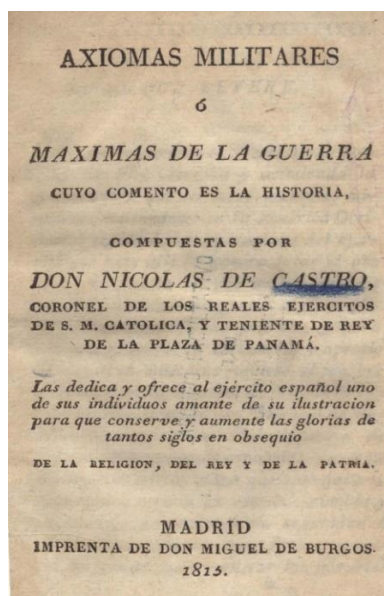 AXIOMAS MILITARES
Ó
MAXIMAS DE LA GUERRA
CUYO COMENTO ES LA HISTORIA,
COMPUESTAS POR
DON NICOLAS DE CASTRO,
CORONEL DE LOS REALES EJERCITOS
DE S. M. CATOLICA, Y TENIENTE DE REY
DE LA PLAZA DE PANAMÁ.
Las dedica y ofrece al ejército español uno
de sus individuos amante de su ilustracion
para que conserve y aumente las glorias de
tantos siglos en obsequio
DE LA RELIGION, DEL REY Y DE LA PATRIA.
MADRID
IMPRENTA DE DON MIGUEL DE BURGOS.
1815.